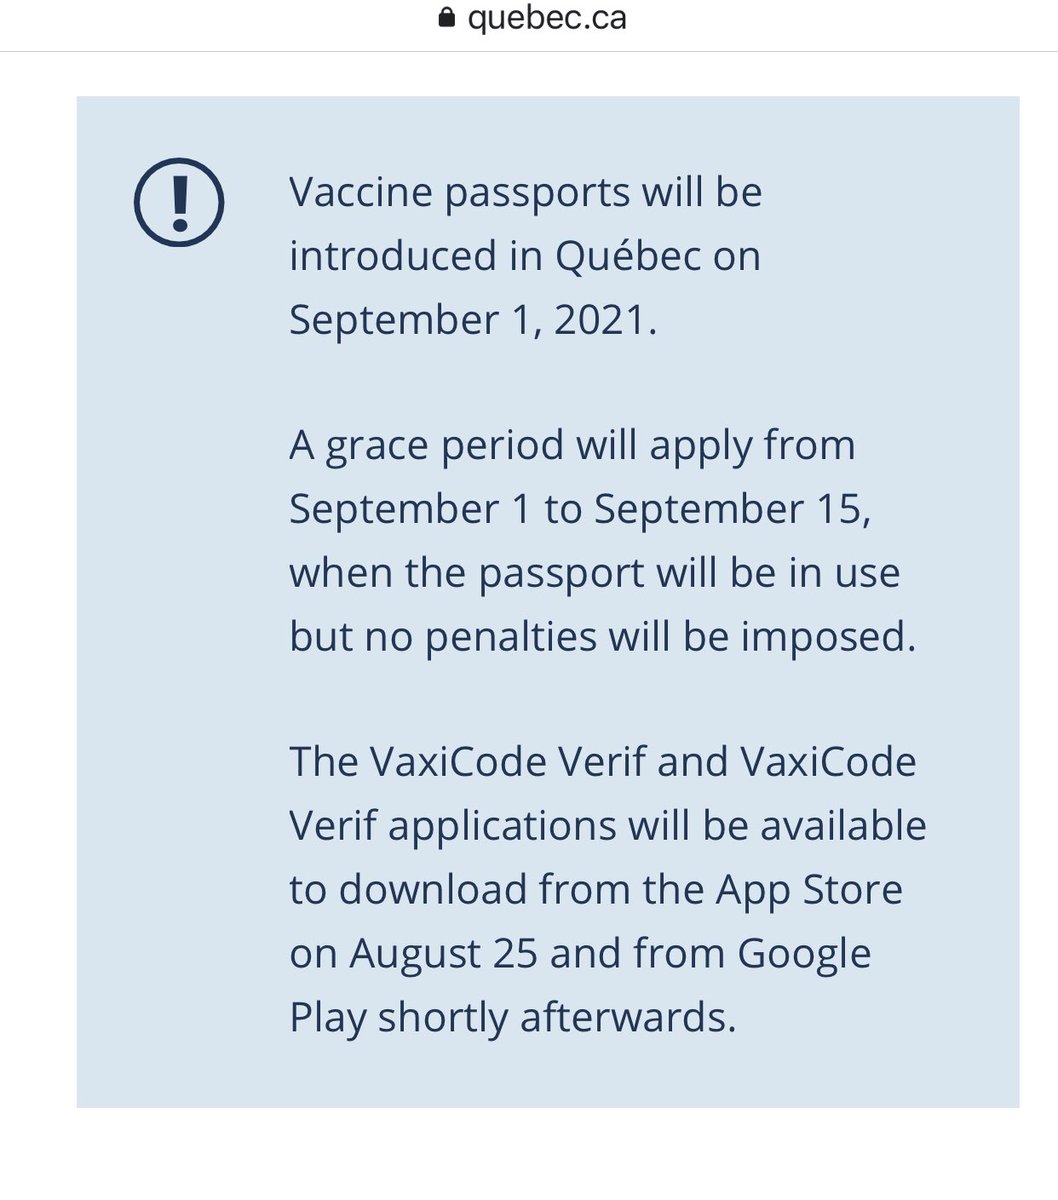 quebec.ca
Vaccine passports will be
introduced in Québec on
September 1, 2021.
A grace period will apply from
September 1 to September 15,
when the passport will be in use
but no penalties will be imposed.
The VaxiCode Verif and VaxiCode
Verif applications will be available
to download from the App Store
on August 25 and from Google
Play shortly afterwards.